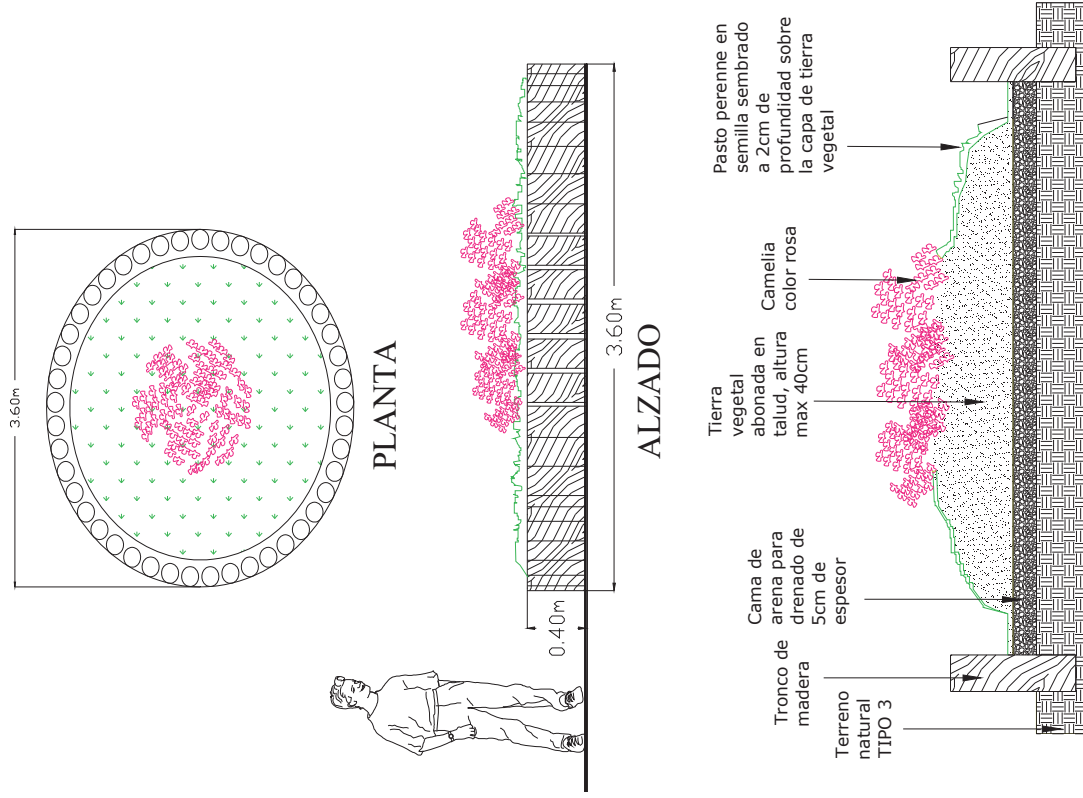 3.60m
PLANTA
0.40m
3.60m
ALZADO
Terreno
natural
TIPO 3
Tronco de
madera
Cama de
arena para
drenado de
5cm de
espesor
Tierra
vegetal
abonada en
talud, altura
max 40cm
Camelia
color rosa
Pasto perenne en
semilla sembrado
a 2cm de
profundidad sobre
la capa de tierra
vegetal